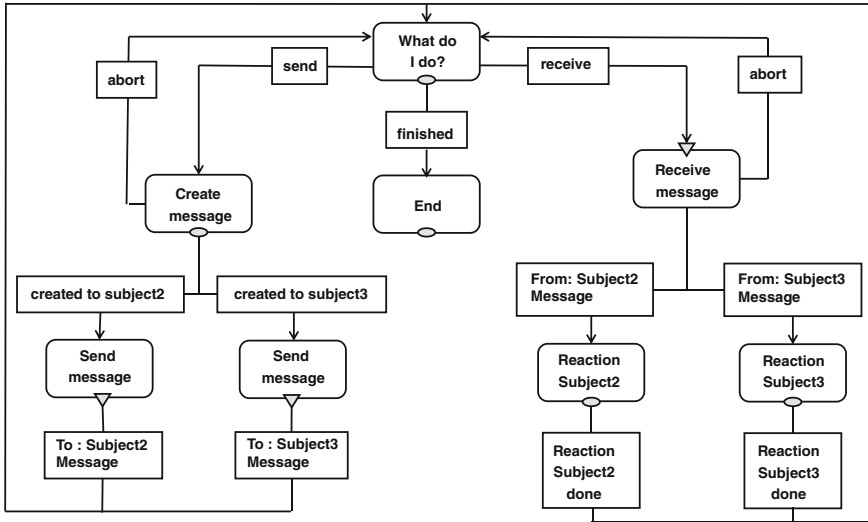 What do
I do?
send
receive
abort
abort
finished
Create
message
End
Receive
message
created to subject2
created to subject3
From: Subject2
Message
From: Subject3
Message
Send
message
Send
message
Reaction
Subject2
Reaction
Subject3
To : Subject2
Message
To : Subject3
Message
Reaction
Subject2
done
Reaction
Subject3
done